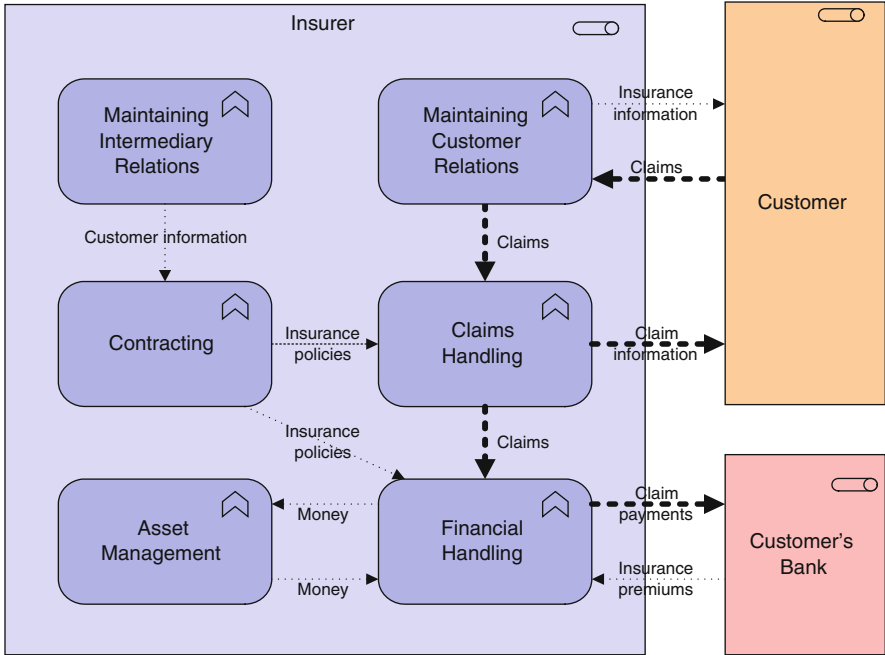 Insurer
Maintaining
Intermediary
Relations
Maintaining
Customer
Relations
Insurance
information
Claims
Customer
Customer information
Claims
Contracting
Insurance
policies
Claims
Handling
Claim
information
Insurance
policies
Claims
Asset
Management
Money
Money
Financial
Handling
Claim
payments
Insurance
premiums
Customer's
Bank